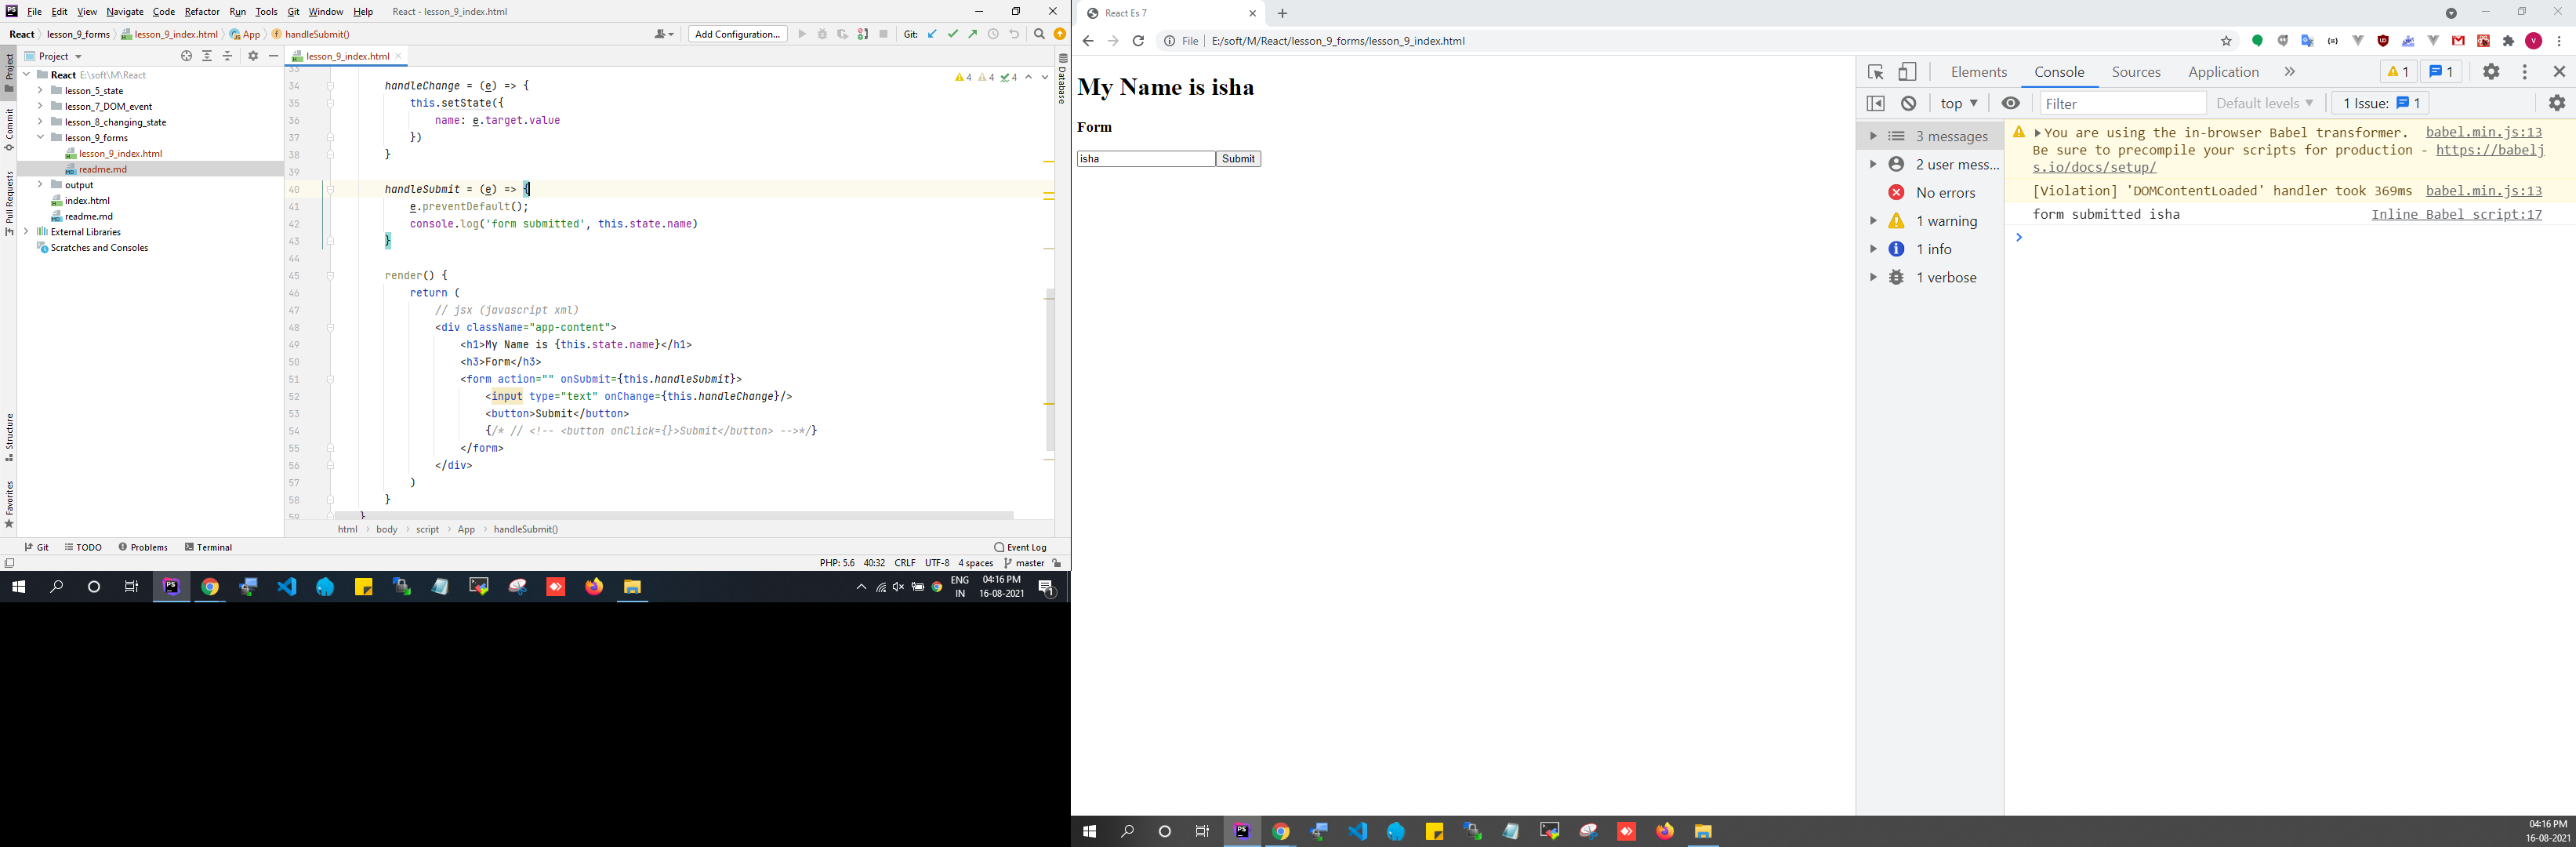 PS File Edit View Navigate Code Refactor Run Tools Git Window Help React - lesson_9_index.html
React lesson_9_forms lesson_9_index.html App handleSubmit() Add Configuration... Git:
Project
lesson_9_index.html
React E:\soft\M\React
lesson_5_state
lesson_7_DOM_event
lesson_8_changing_state
lesson_9_forms
lesson_9_index.html
readme.md
output
index.html
readme.md
External Libraries
Scratches and Consoles
Project
Commit
Pull Requests
Structure
Favorites
Database
4 4 4
33
34 handleChange = (e) => {
35 this.setState({
36 name: e.target.value
37 })
38 }
39
40 handleSubmit = (e) => {
41 e.preventDefault();
42 console.log('form submitted', this.state.name)
43 }
44
45 render() {
46 return (
47 // jsx (javascript xml)
48 <div className="app-content">
49 <h1>My Name is {this.state.name}</h1>
50 <h3>Form</h3>
51 <form action="" onSubmit={this.handleSubmit}>
52 <input type="text" onChange={this.handleChange}/>
53 <button>Submit</button>
54 {/* // <!-- <button onClick={}>Submit</button> -->*/}
55 </form>
56 </div>
57 )
58 }
59 }
html body script App handleSubmit()
Git TODO Problems Terminal Event Log
PHP: 5.6 40:32 CRLF UTF-8 4 spaces master
ENG
IN
04:16 PM
16-08-2021
1
React Es 7
File E:/soft/M/React/lesson_9_forms/lesson_9_index.html
V
My Name is isha
Form
isha Submit
Elements Console Sources Application 1 1
top Filter Default levels 1 Issue: 1
3 messages
2 user mess...
No errors
1 warning
1 info
1 verbose
You are using the in-browser Babel transformer. babel.min.js:13
Be sure to precompile your scripts for production - https://babelj
s.io/docs/setup/
[Violation] 'DOMContentLoaded' handler took 369ms babel.min.js:13
form submitted isha Inline Babel script:17
PS
04:16 PM
16-08-2021